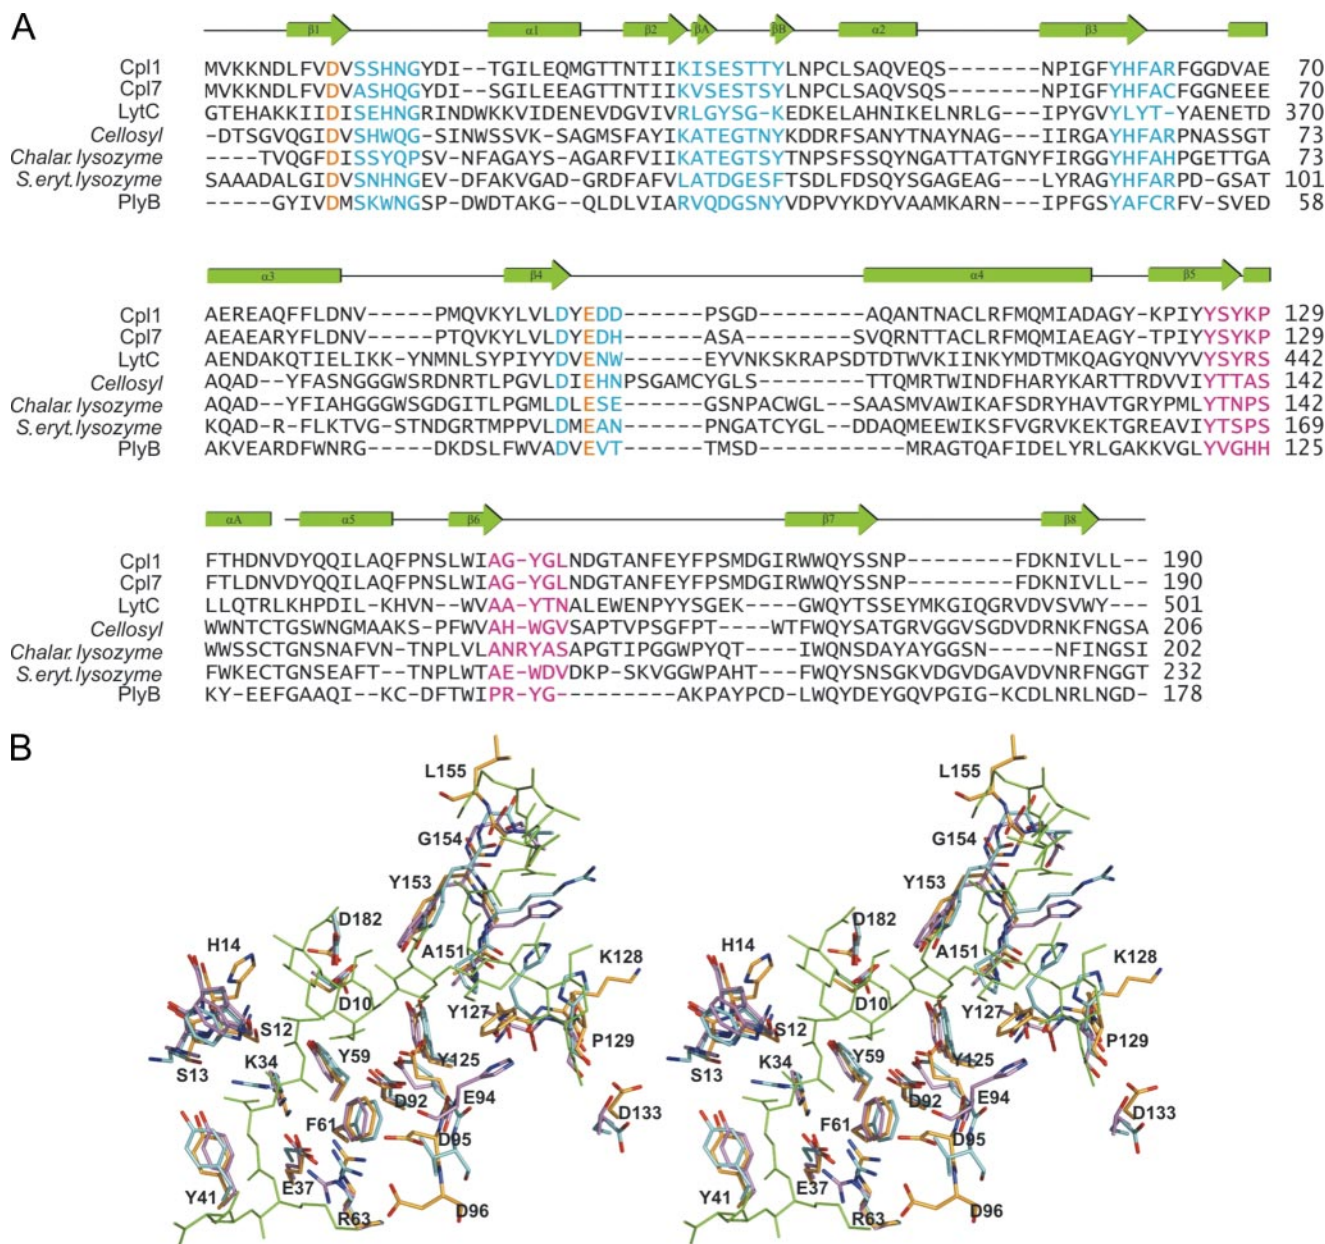 A
β1 α1 β2 βA βB α2 β3
Cpl1 MVKKNDLFVDVSSHNGYDI--TGILEQMGTTNTIIKISESTTYLNPCLSAQVEQS-------NPIGFYHFARFGGDVAE 70
Cpl7 MVKKNDLFVDVASHQGYDI--SGILEEAGTTNTIIKVSESTSYLNPCLSAQVSQS-------NPIGFYHFACFGGNEEE 70
LytC GTEHAKIIDISEHNGRINDWKKVIDENEVDGVIVRLGYSG-KEDKELAHNIKELNRLG---IPYGVYLYT-YAENETD 370
Cellosyl -DTSGVQGIDVSHWQG-SINWSSVK-SAGMSFAYIKATEGTNYKDDRFSANYTNAYNAG----IIRGAYHFARPNASSGT 73
Chalar. lysozyme ----TVQGFDISSYQPSV-NFAGAYS-AGARFVIIKATEGTSYTNPSFSSQYNGATTATGNYFIRGGYHFAHPGETTGA 73
S.eryt. lysozyme SAAADALGIDVSNHNGEV-DFAKVGAD-GRDFAFVLATDGESFTSDLFDSQYSGAGEAG---LYRAGYHFARPD-GSAT 101
PlyB -----GYIVDMSKWNGSP-DWDTAKG--QLDLVIARVQDGSNYVDPVYKDYVAAMKARN---IPFGSYAFCRFV-SVED 58
α3 β4 α4 β5
Cpl1 AEREAQFFLDNV-----PMQVKYLVLDYEDD------PSGD--------AQANTNACLRFMQMIADAGY-KPIYYSYKP 129
Cpl7 AEAEARYFLDNV-----PTQVKYLVLDYEDH------ASA---------SVQRNTTACLRFMQMIAEAGY-TPIYYSYKP 129
LytC AENDAKQTIELIKK-YNMNLSYPIYYDVENW------EYVNKSKRAPSDTDTWVKIINKYMDTMKQAGYQNVYVYSYRS 442
Cellosyl AQAD--YFASNGGGWSRDNRTLPGVLDIEHNPSGAMCYGLS---------TTQMRTWINDFHARYKARTTRDVVIYTTAS 142
Chalar. lysozyme AQAD--YFIAHGGGWSGDGITLPGMLDLESE------GSNPACWGL-SAASMVAWIKAFSDRYHAVTGRYPMLYTNPS 142
S.eryt. lysozyme KQAD-R-FLKTVG-STNDGRTMPPVLDMEAN------PNGATCYGL--DDAQMEEWIKSFVGRVKEKTGREAVIYTSPS 169
PlyB AKVEARDFWNRG-----DKDSLFWVADVEVT------TMSD-----------MRAGTQAFIDELYRLGAKKVGLYVGHH 125
αA α5 β6 β7 β8
Cpl1 FTHDNVDYQQILAQFPNSLWIAG-YGLNDGTANFEYFPSMDGIRWWQYSSNP--------FDKNIVLL-- 190
Cpl7 FTLDNVDYQQILAQFPNSLWIAG-YGLNDGTANFEYFPSMDGIRWWQYSSNP--------FDKNIVLL-- 190
LytC LLQTRLKHPDIL-KHVN--WVAA-YTNALEWENPYYSGEK----GWQYTSSEYMKGIQGRVDVSVWY--- 501
Cellosyl WWNTCTGSWNGMAAKS-PFWVAH-WGVSAPTVPSGFPT----WTFWQYSATGRVGGVSGDVDRNKFNGSA 206
Chalar. lysozyme WWSSCTGNSNAFVN-TNPLVLANRYASAPGTIPGGWPYQT----IWQNSDAYAYGGSN----NFINGSI 202
S.eryt. lysozyme FWKECTGNSEAFTT-TNPLWTAE-WDVDKP-SKVGGWPAHT--FWQYSNSGKVDGVDGAVDVNRFNGGT 232
PlyB KY-EEFGAAQI--KC-DFTWIPR-YG--------AKPAYPCD-LWQYDEYGQVPGIG-KCDLNRLNGD- 178
B
L155 L155
G154 G154
Y153 Y153
D182 D182
H14 A151 K128 H14 A151 K128
D10 Y127 D10 Y127
S12 P129 S12 P129
S13 K34 Y59 Y125 S13 K34 Y59 Y125
D92 E94 D133 D92 E94 D133
F61 D95 F61 D95
Y41 E37 R63 D96 Y41 E37 R63 D96